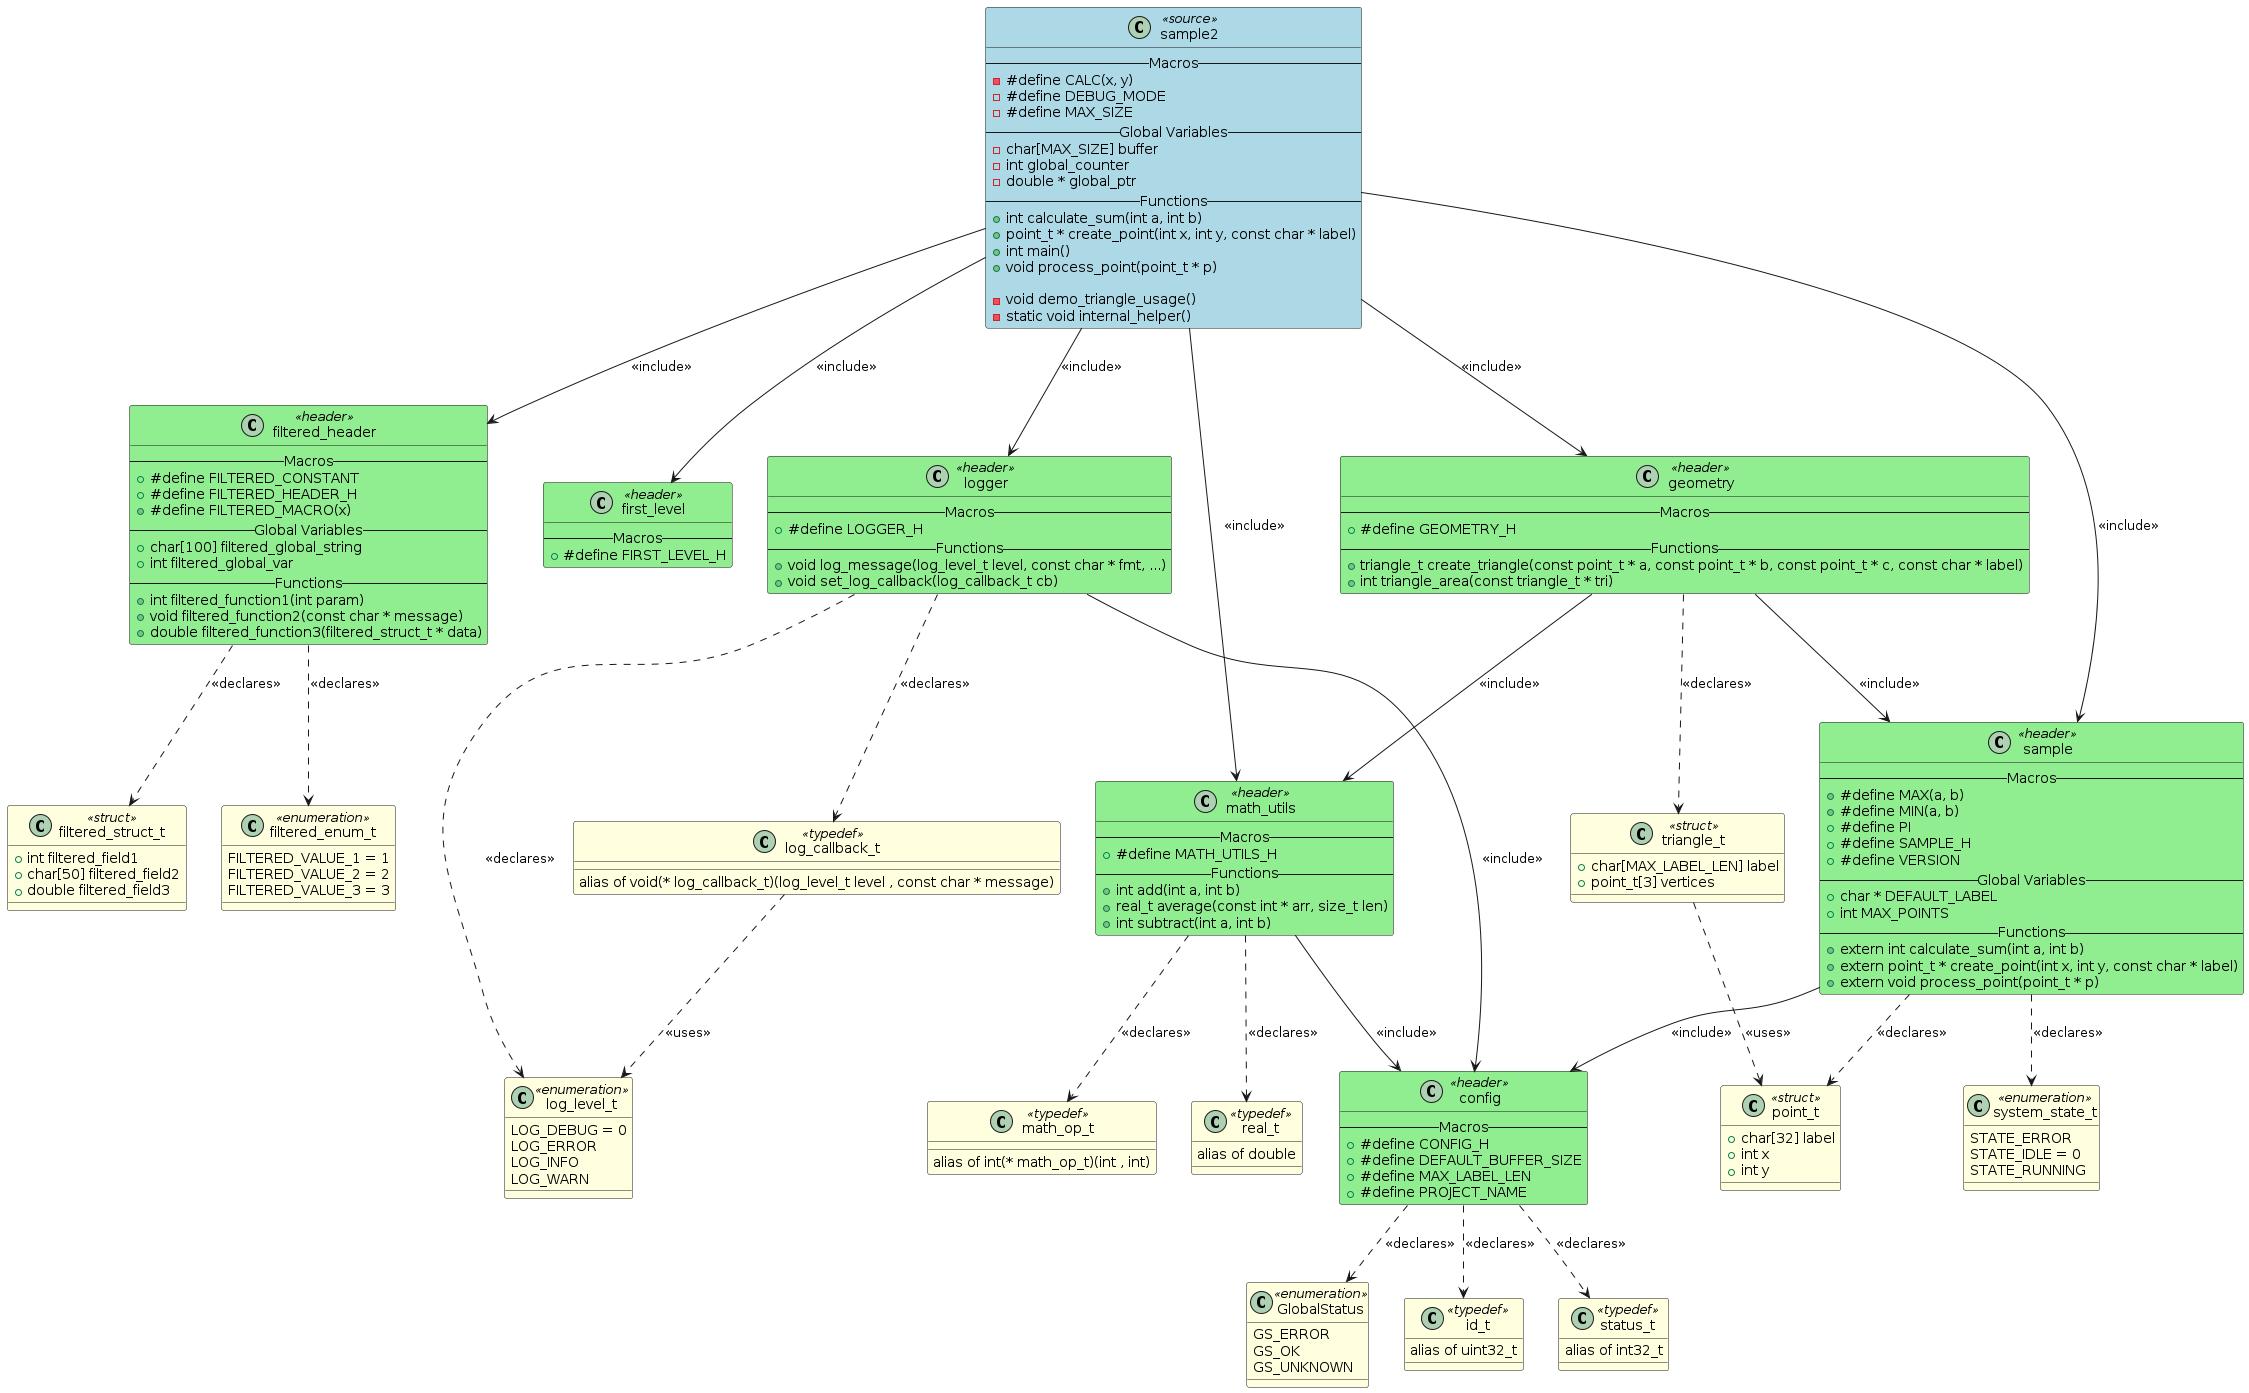 «source»
C
sample2
Macros
#define CALC(x, y)
#define DEBUG_MODE
#define MAX_SIZE
Global Variables
char[MAX_SIZE] buffer
int global_counter
double * global_ptr
Functions
int calculate_sum(int a, int b)
point_t * create_point(int x, int y, const char * label)
int main()
void process_point(point_t * p)
void demo_triangle_usage()
static void internal_helper()
«include»
«include»
«include»
«include»
«include»
«include»
«header»
C
filtered_header
Macros
#define FILTERED_CONSTANT
#define FILTERED_HEADER_H
#define FILTERED_MACRO(x)
Global Variables
char[100] filtered_global_string
int filtered_global_var
Functions
int filtered_function1(int param)
void filtered_function2(const char * message)
double filtered_function3(filtered_struct_t * data)
«header»
C
first_level
Macros
#define FIRST_LEVEL_H
«header»
C
logger
Macros
#define LOGGER_H
Functions
void log_message(log_level_t level, const char * fmt, ...)
void set_log_callback(log_callback_t cb)
«header»
C
geometry
Macros
#define GEOMETRY_H
Functions
triangle_t create_triangle(const point_t * a, const point_t * b, const point_t * c, const char * label)
int triangle_area(const triangle_t * tri)
«declares»
«declares»
«declares»
«include»
«declares»
«include»
«declares»
«include»
«struct»
C
filtered_struct_t
int filtered_field1
char[50] filtered_field2
double filtered_field3
«enumeration»
C
filtered_enum_t
FILTERED_VALUE_1 = 1
FILTERED_VALUE_2 = 2
FILTERED_VALUE_3 = 3
«typedef»
C
log_callback_t
alias of void(* log_callback_t)(log_level_t level , const char * message)
«header»
C
math_utils
Macros
#define MATH_UTILS_H
Functions
int add(int a, int b)
real_t average(const int * arr, size_t len)
int subtract(int a, int b)
«struct»
C
triangle_t
char[MAX_LABEL_LEN] label
point_t[3] vertices
«header»
C
sample
Macros
#define MAX(a, b)
#define MIN(a, b)
#define PI
#define SAMPLE_H
#define VERSION
Global Variables
char * DEFAULT_LABEL
int MAX_POINTS
Functions
extern int calculate_sum(int a, int b)
extern point_t * create_point(int x, int y, const char * label)
extern void process_point(point_t * p)
«uses»
«declares»
«declares»
«include»
«include»
«uses»
«declares»
«declares»
«enumeration»
C
log_level_t
LOG_DEBUG = 0
LOG_ERROR
LOG_INFO
LOG_WARN
«typedef»
C
math_op_t
alias of int(* math_op_t)(int , int)
«typedef»
C
real_t
alias of double
«header»
C
config
Macros
#define CONFIG_H
#define DEFAULT_BUFFER_SIZE
#define MAX_LABEL_LEN
#define PROJECT_NAME
«struct»
C
point_t
char[32] label
int x
int y
«enumeration»
C
system_state_t
STATE_ERROR
STATE_IDLE = 0
STATE_RUNNING
«declares»
«declares»
«declares»
«enumeration»
C
GlobalStatus
GS_ERROR
GS_OK
GS_UNKNOWN
«typedef»
C
id_t
alias of uint32_t
«typedef»
C
status_t
alias of int32_t